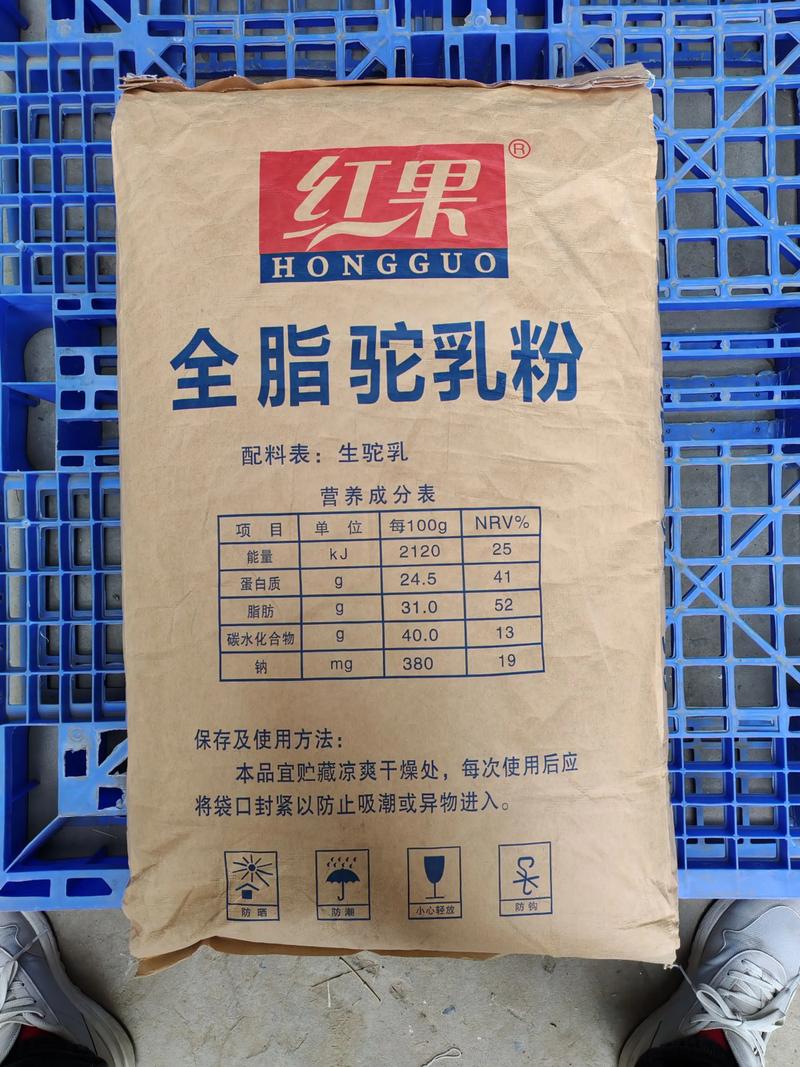 红果®
HONGGUO
全脂驼乳粉
配料表：生驼乳
营养成分表
项 目 单 位 每100g NRV%
能量 kJ 2120 25
蛋白质 g 24.5 41
脂肪 g 31.0 52
碳水化合物 g 40.0 13
钠 mg 380 19
保存及使用方法：
本品宜贮藏凉爽干燥处，每次使用后应
将袋口封紧以防止吸潮或异物进入。
防晒 防潮 小心轻放 防钩